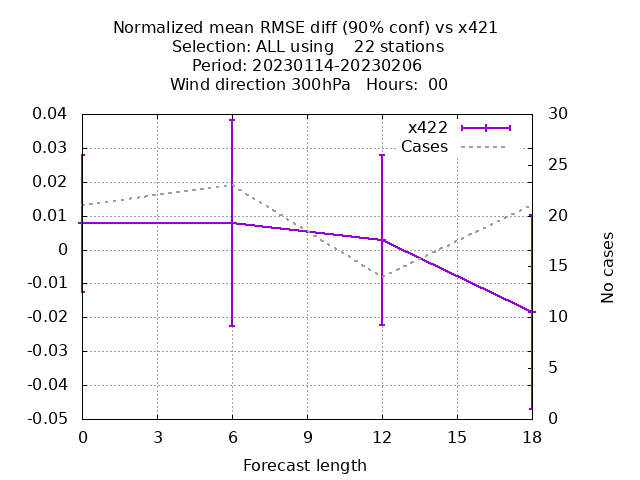 Normalized mean RMSE diff (90% conf) vs x421
Selection: ALL using    22 stations
Period: 20230114-20230206
Wind direction 300hPa   Hours:  00
x422
Cases
0.04
0.03
0.02
0.01
0
-0.01
-0.02
-0.03
-0.04
-0.05
30
25
20
15
10
5
0
No cases
0 3 6 9 12 15 18
Forecast length